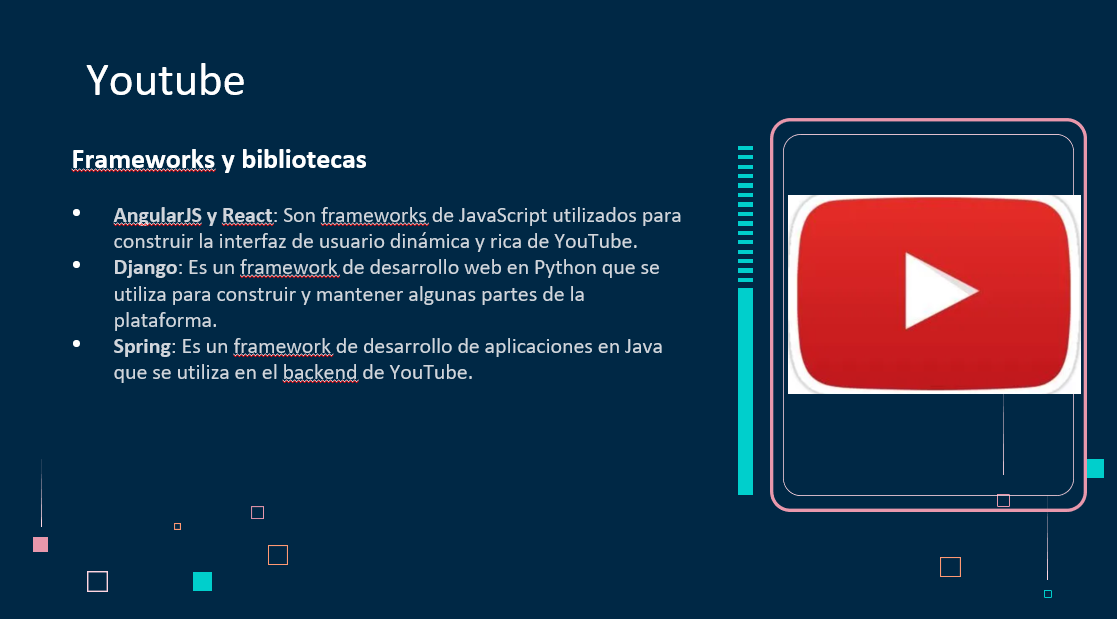 Youtube
Frameworks y bibliotecas
• AngularJS y React: Son frameworks de JavaScript utilizados para
construir la interfaz de usuario dinámica y rica de YouTube.
• Django: Es un framework de desarrollo web en Python que se
utiliza para construir y mantener algunas partes de la
plataforma.
• Spring: Es un framework de desarrollo de aplicaciones en Java
que se utiliza en el backend de YouTube.